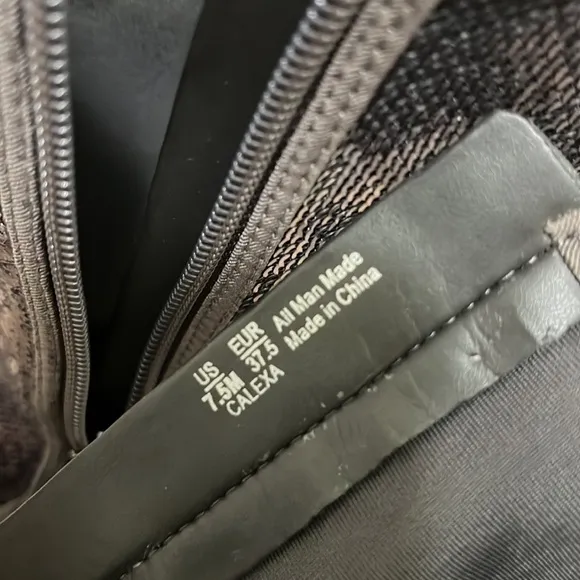 US EUR All Man Made
7.5M 37.5 Made in China
CALEXA